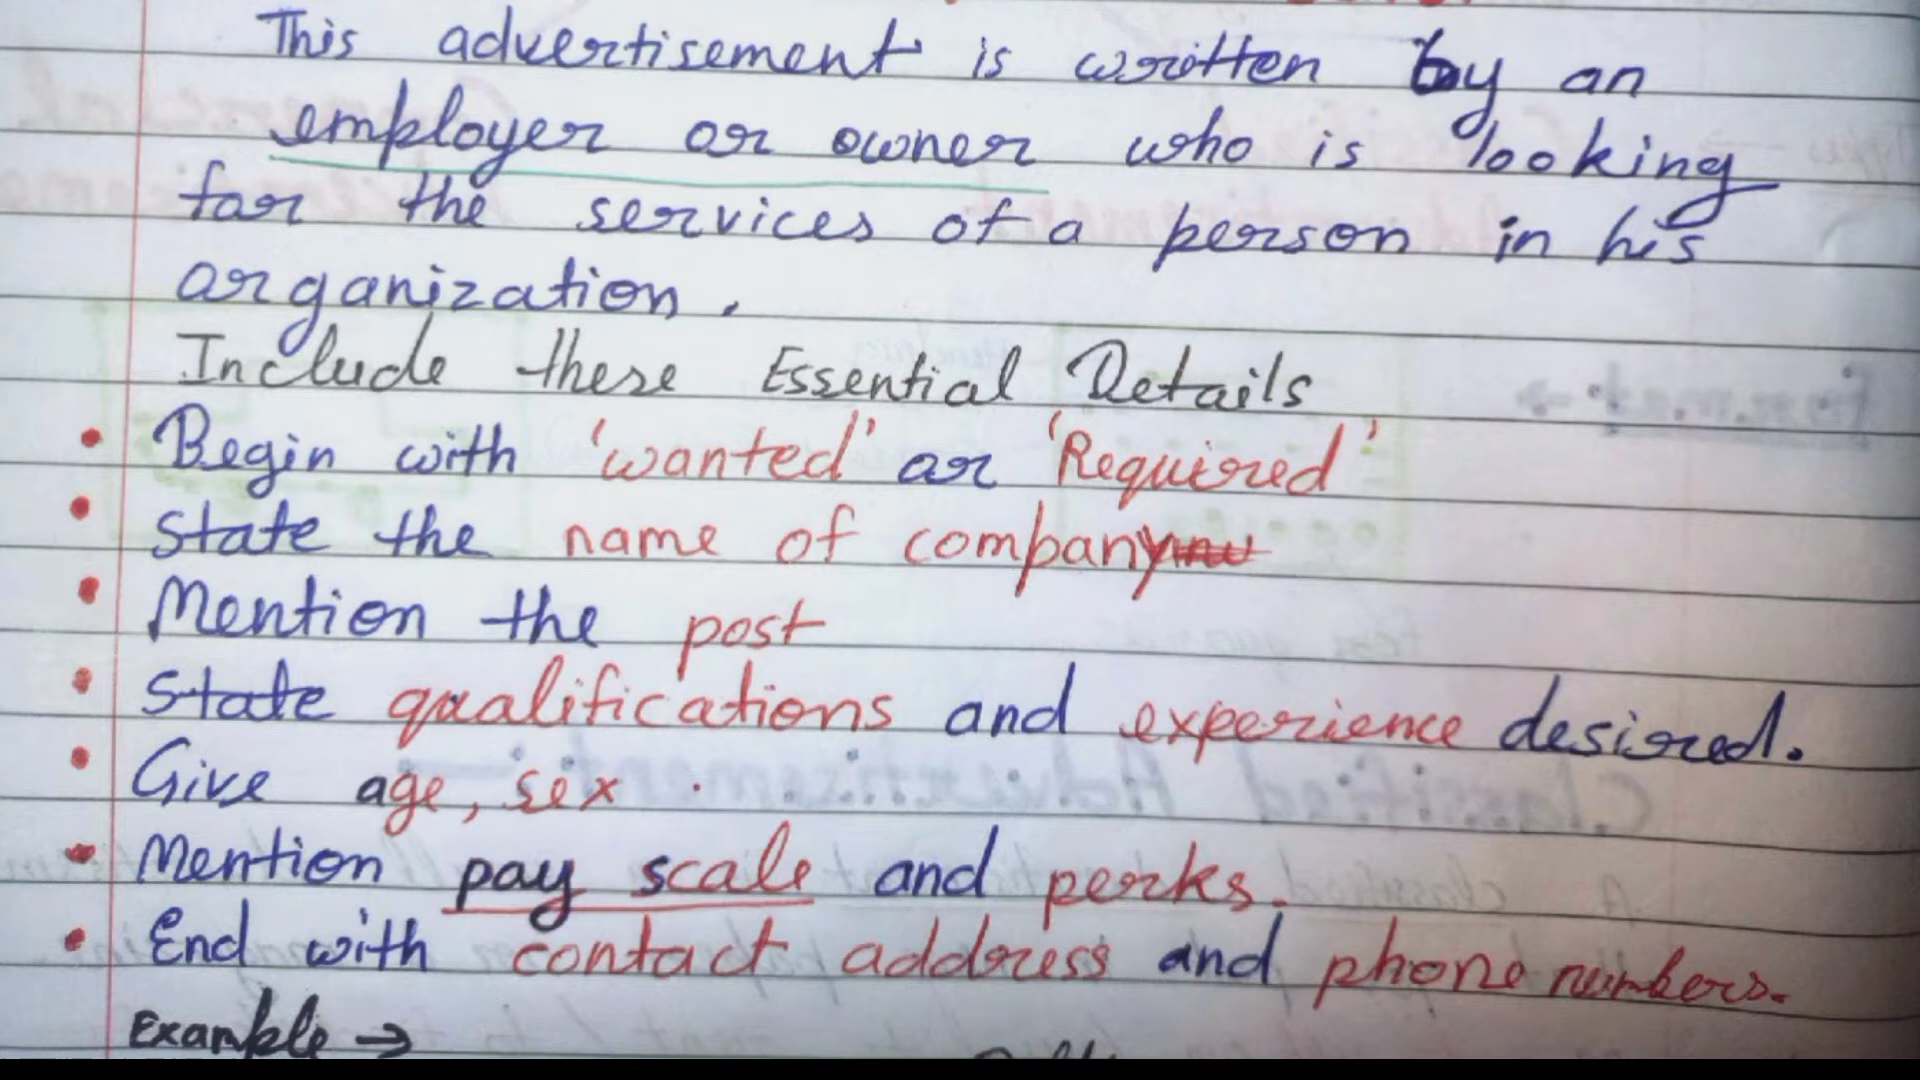 This advertisement is written by an
employer or owner who is looking
for the services of a person in his
organization.
Include these Essential Details
• Begin with 'wanted' or 'Required'
• State the name of company
• Mention the post
• State qualifications and experience desired.
• Give age, sex.
• Mention pay scale and perks.
• End with contact address and phone numbers.
Example →